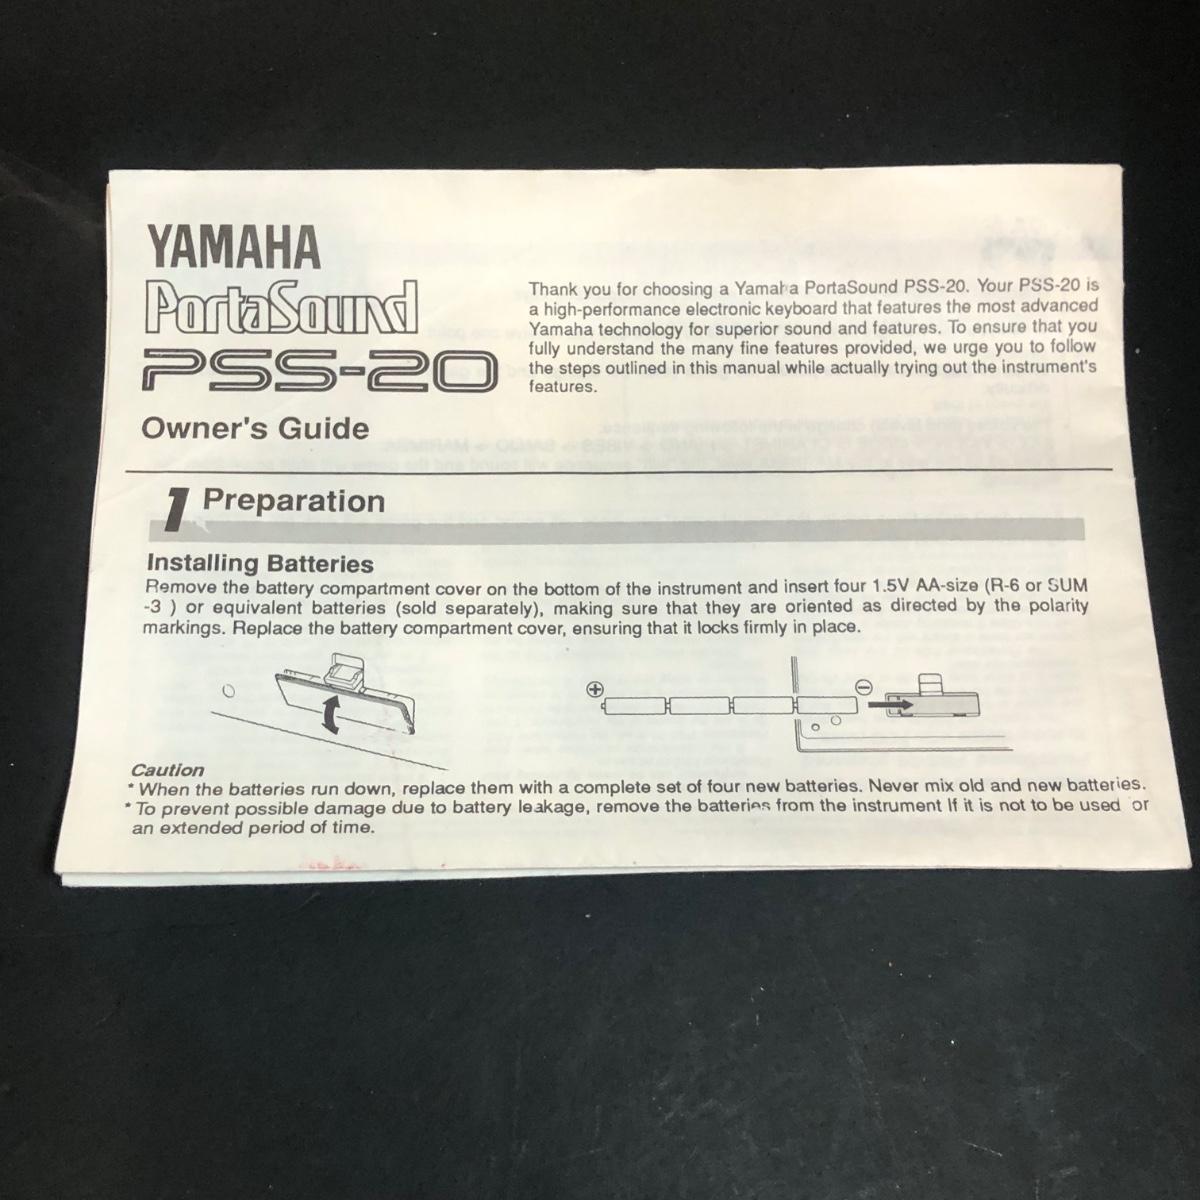 YAMAHA
PortaSound
PSS-20
Owner's Guide
Thank you for choosing a Yamaha PortaSound PSS-20. Your PSS-20 is
a high-performance electronic keyboard that features the most advanced
Yamaha technology for superior sound and features. To ensure that you
fully understand the many fine features provided, we urge you to follow
the steps outlined in this manual while actually trying out the instrument's
features.
1 Preparation
Installing Batteries
Remove the battery compartment cover on the bottom of the instrument and insert four 1.5V AA-size (R-6 or SUM
-3 ) or equivalent batteries (sold separately), making sure that they are oriented as directed by the polarity
markings. Replace the battery compartment cover, ensuring that it locks firmly in place.
+ −
Caution
* When the batteries run down, replace them with a complete set of four new batteries. Never mix old and new batteries.
* To prevent possible damage due to battery leakage, remove the batteries from the instrument If it is not to be used or
an extended period of time.